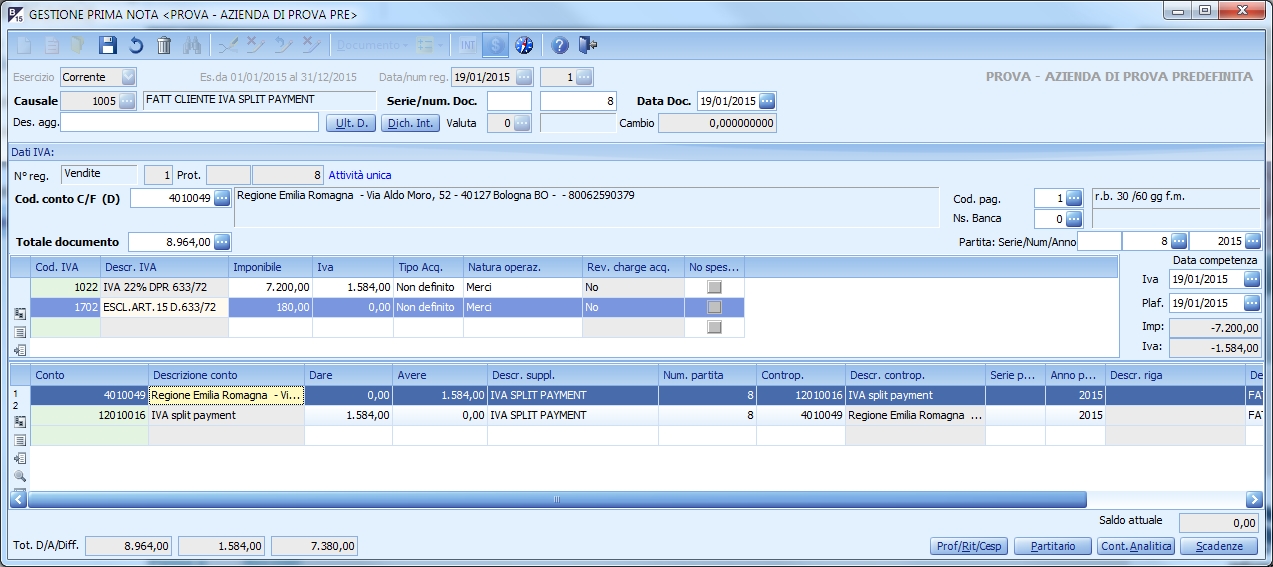 GESTIONE PRIMA NOTA <PROVA - AZIENDA DI PROVA PRE>
Documento INT
Esercizio Corrente Es.da 01/01/2015 al 31/12/2015 Data/num reg. 19/01/2015 1 PROVA - AZIENDA DI PROVA PREDEFINITA
Causale 1005 FATT CLIENTE IVA SPLIT PAYMENT Serie/num. Doc. 8 Data Doc. 19/01/2015
Des. agg. Ult. D. Dich. Int. Valuta 0 Cambio 0,000000000
Dati IVA:
N° reg. Vendite 1 Prot. 8 Attività unica
Cod. conto C/F (D) 4010049 Regione Emilia Romagna - Via Aldo Moro, 52 - 40127 Bologna BO - - 80062590379 Cod. pag. 1 r.b. 30 /60 gg f.m.
Ns. Banca 0
Totale documento 8.964,00 Partita: Serie/Num/Anno 8 2015
Cod. IVA Descr. IVA Imponibile Iva Tipo Acq. Natura operaz. Rev. charge acq. No spes... Data competenza
1022 IVA 22% DPR 633/72 7.200,00 1.584,00 Non definito Merci No Iva 19/01/2015
1702 ESCL.ART.15 D.633/72 180,00 0,00 Non definito Merci No Plaf. 19/01/2015
Imp: -7.200,00
Iva: -1.584,00
Conto Descrizione conto Dare Avere Descr. suppl. Num. partita Controp. Descr. controp. Serie p... Anno p... Descr. riga De
1 4010049 Regione Emilia Romagna - Vi... 0,00 1.584,00 IVA SPLIT PAYMENT 8 12010016 IVA split payment 2015 FA
2 12010016 IVA split payment 1.584,00 0,00 IVA SPLIT PAYMENT 8 4010049 Regione Emilia Romagna ... 2015 FA
Saldo attuale 0,00
Tot. D/A/Diff. 8.964,00 1.584,00 7.380,00 Prof/Rit/Cesp Partitario Cont. Analitica Scadenze